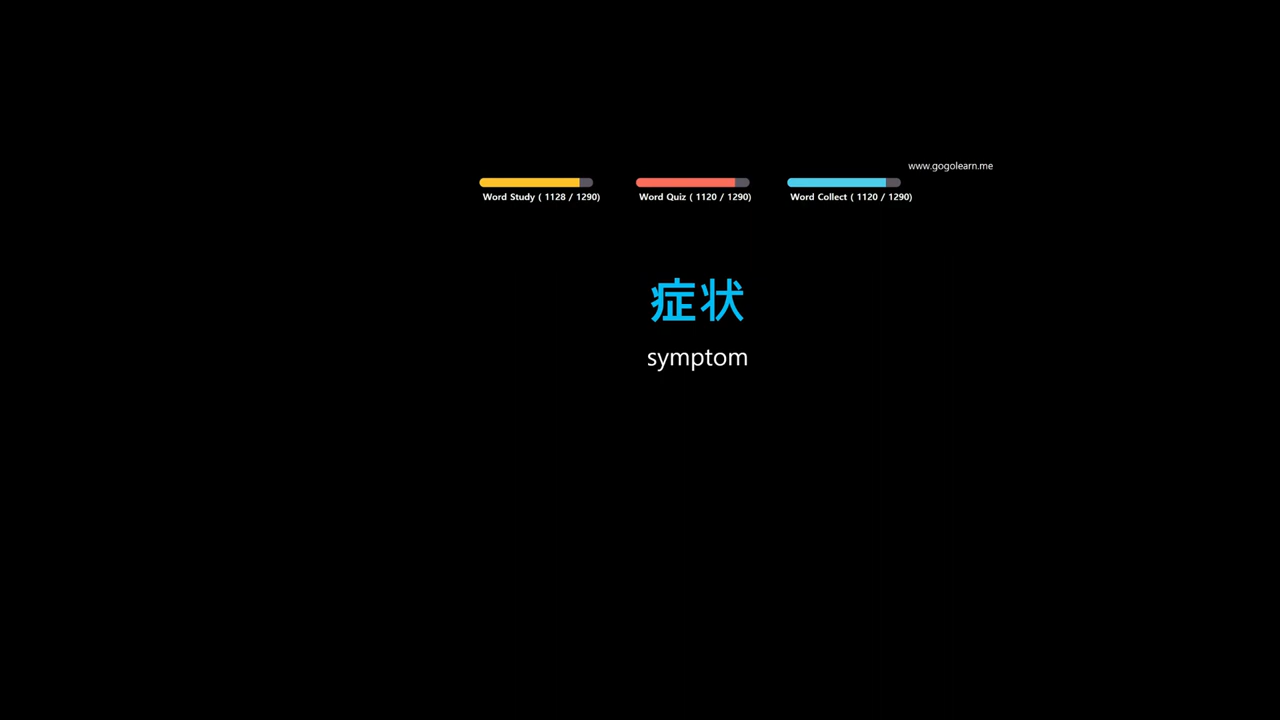 www.gogolearn.me
Word Study ( 1128 / 1290)
Word Quiz ( 1120 / 1290)
Word Collect ( 1120 / 1290)
症状
symptom